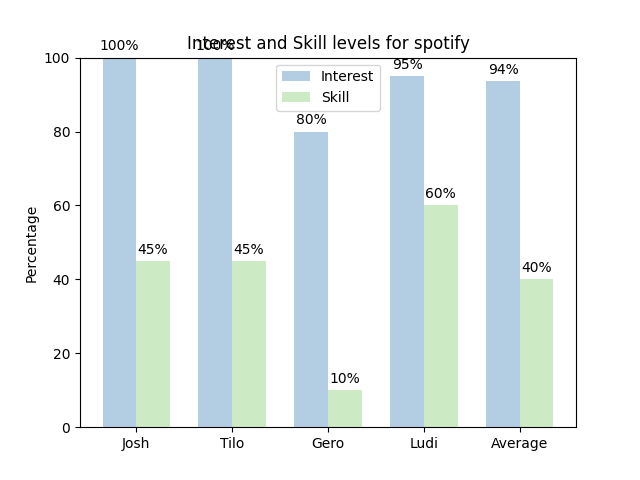 Interest and Skill levels for spotify
100%
100%
80%
95%
94%
45%
45%
10%
60%
40%
Interest
Skill
Percentage
100
80
60
40
20
0
Josh
Tilo
Gero
Ludi
Average